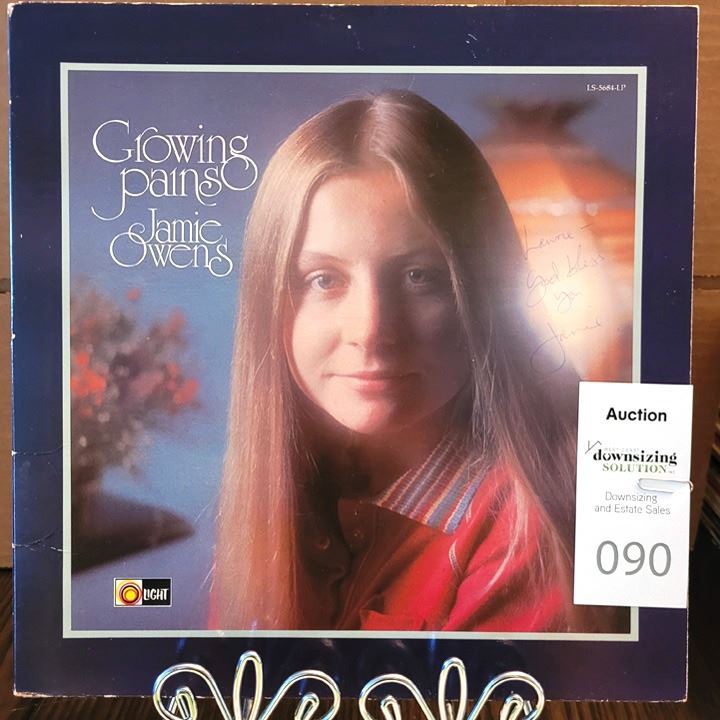 LS-5684-LP
Growing
pains
Jamie
Owens
God bless
you
Jamie
LIGHT
Auction
downsizing
SOLUTION
Downsizing
and Estate Sales
090